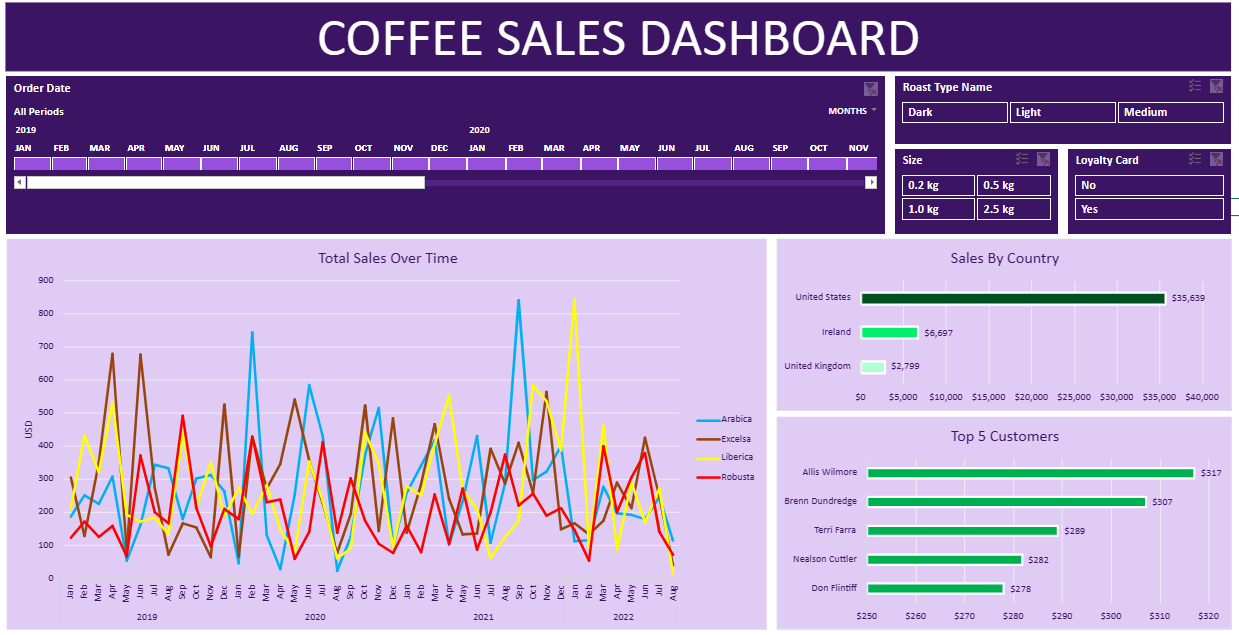 COFFEE SALES DASHBOARD
Order Date
All Periods
MONTHS
2019 2020
JAN FEB MAR APR MAY JUN JUL AUG SEP OCT NOV DEC JAN FEB MAR APR MAY JUN JUL AUG SEP OCT NOV
Roast Type Name
Dark Light Medium
Size
0.2 kg 0.5 kg
1.0 kg 2.5 kg
Loyalty Card
No
Yes
Total Sales Over Time
900
800
700
600
500
400
300
200
100
0
USD
Jan Feb Mar Apr May Jun Jul Aug Sep Oct Nov Dec Jan Feb Mar Apr May Jun Jul Aug Sep Oct Nov Dec Jan Feb Mar Apr May Jun Jul Aug Sep Oct Nov Dec Jan Feb Mar Apr May Jun Jul Aug
2019 2020 2021 2022
Arabica
Excelsa
Liberica
Robusta
Sales By Country
United States $35,639
Ireland $6,697
United Kingdom $2,799
$0 $5,000 $10,000 $15,000 $20,000 $25,000 $30,000 $35,000 $40,000
Top 5 Customers
Allis Wilmore $317
Brenn Dundredge $307
Terri Farra $289
Nealson Cuttler $282
Don Flintiff $278
$250 $260 $270 $280 $290 $300 $310 $320